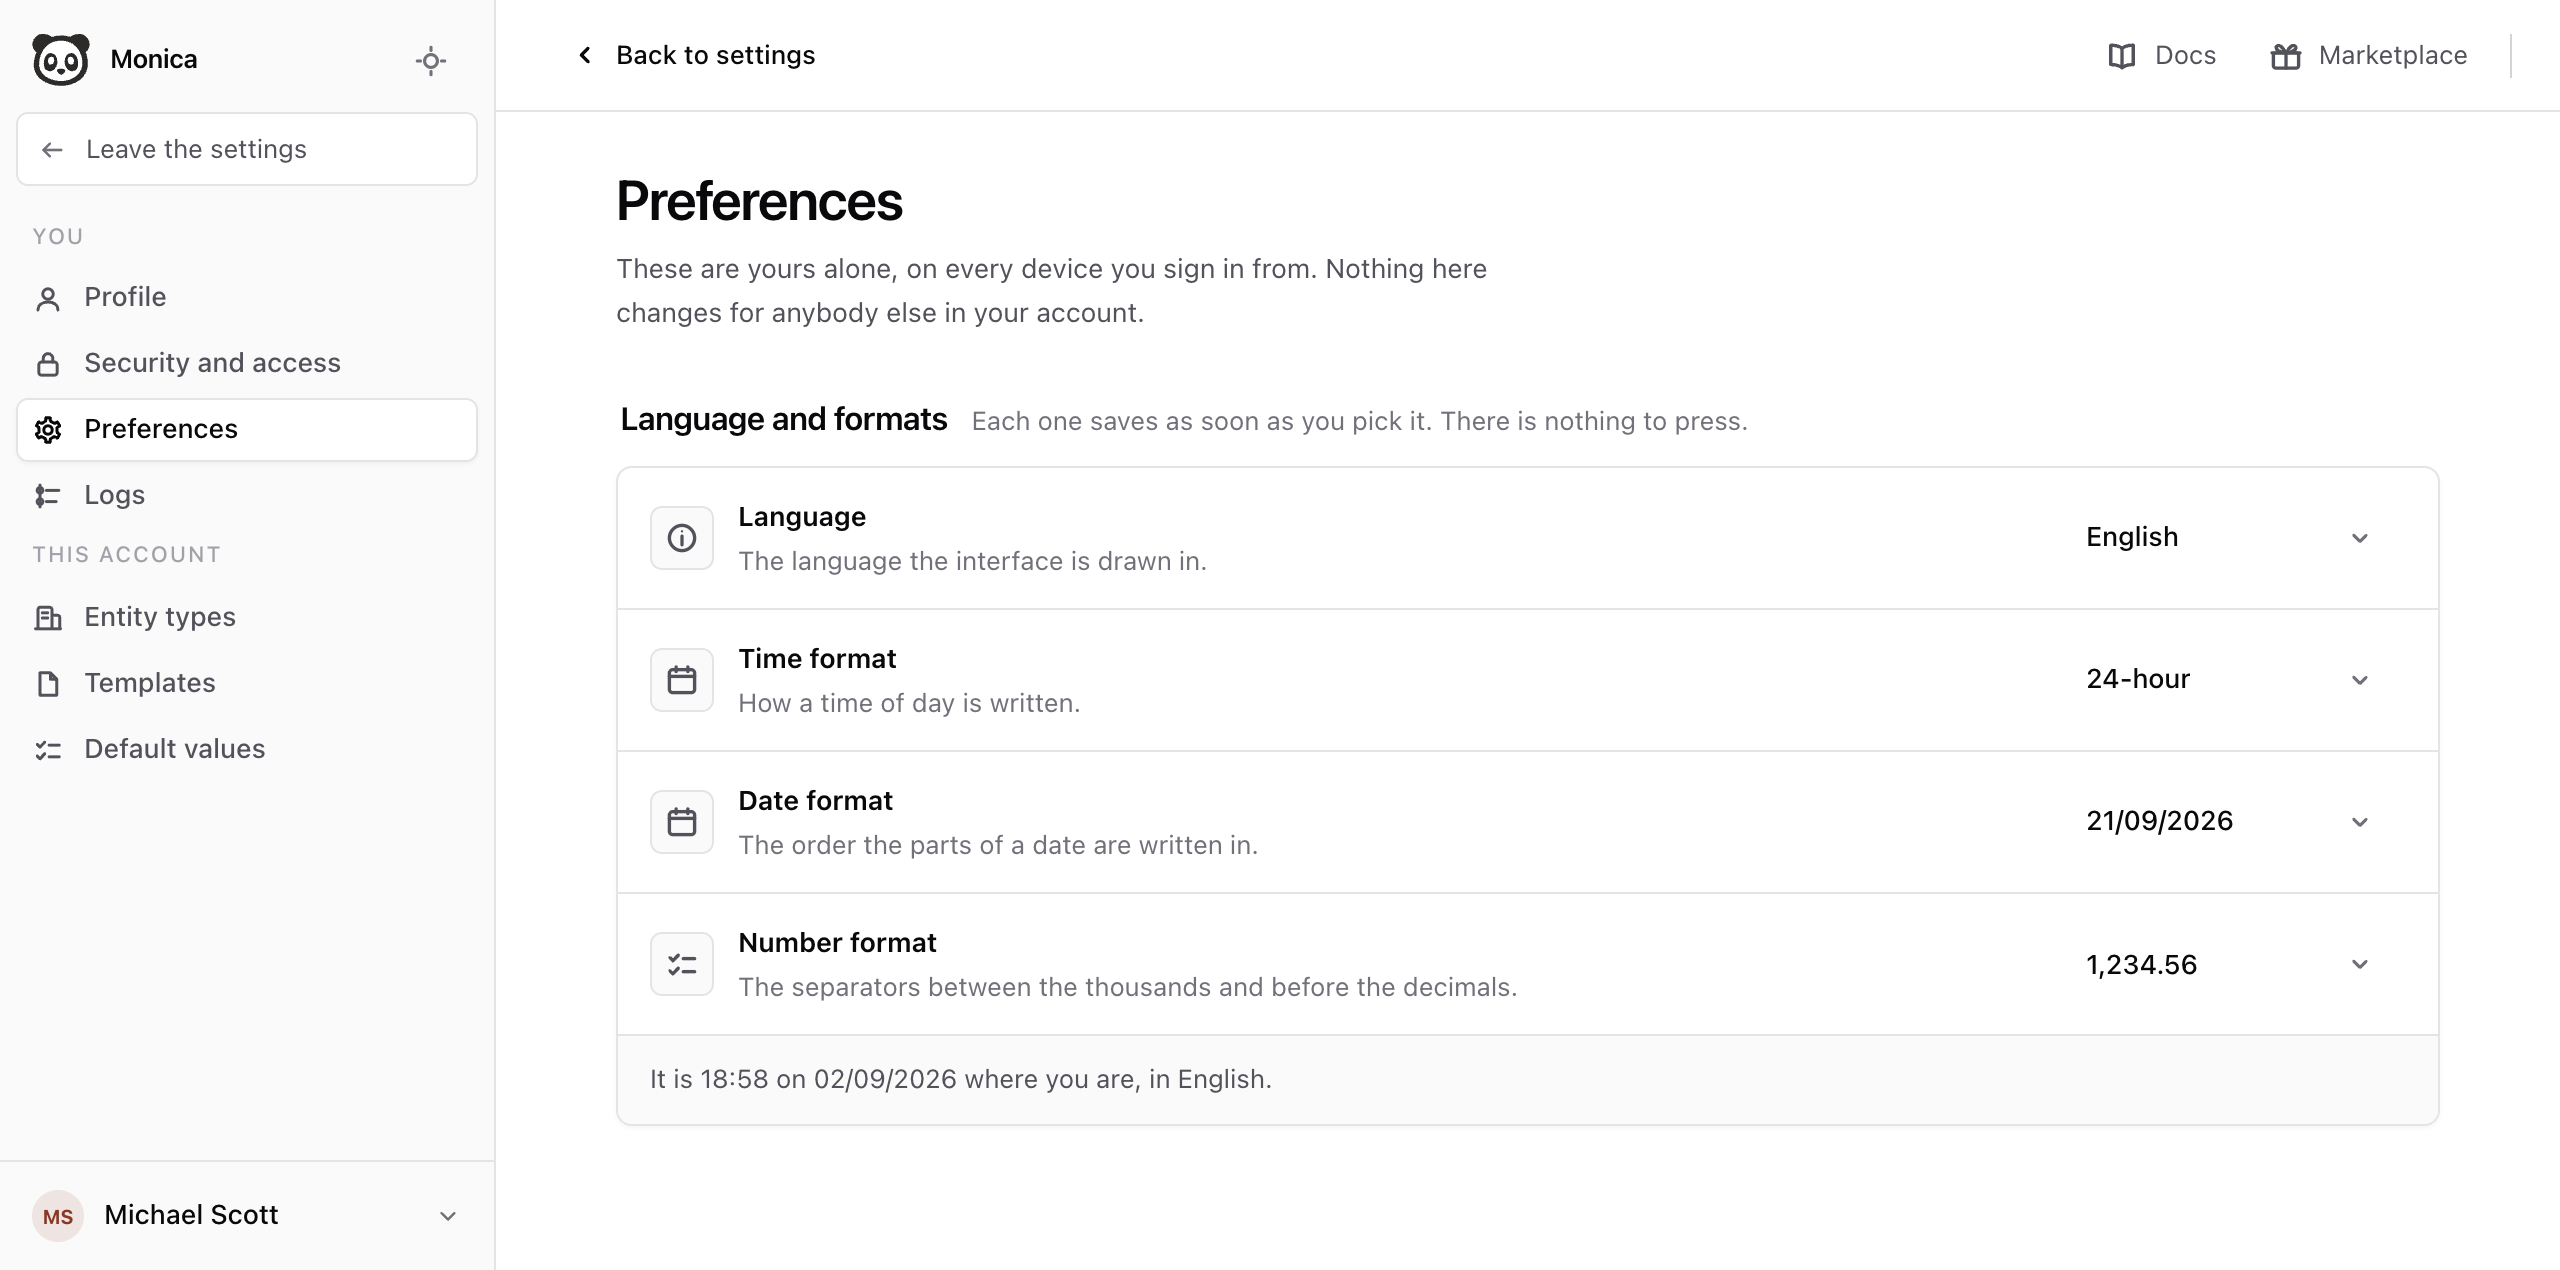 Monica
Leave the settings
YOU
Profile
Security and access
Preferences
Logs
THIS ACCOUNT
Entity types
Templates
Default values
MS
Michael Scott
Back to settings
Docs
Marketplace
Preferences
These are yours alone, on every device you sign in from. Nothing here
changes for anybody else in your account.
Language and formats Each one saves as soon as you pick it. There is nothing to press.
Language
The language the interface is drawn in.
English
Time format
How a time of day is written.
24-hour
Date format
The order the parts of a date are written in.
21/09/2026
Number format
The separators between the thousands and before the decimals.
1,234.56
It is 18:58 on 02/09/2026 where you are, in English.